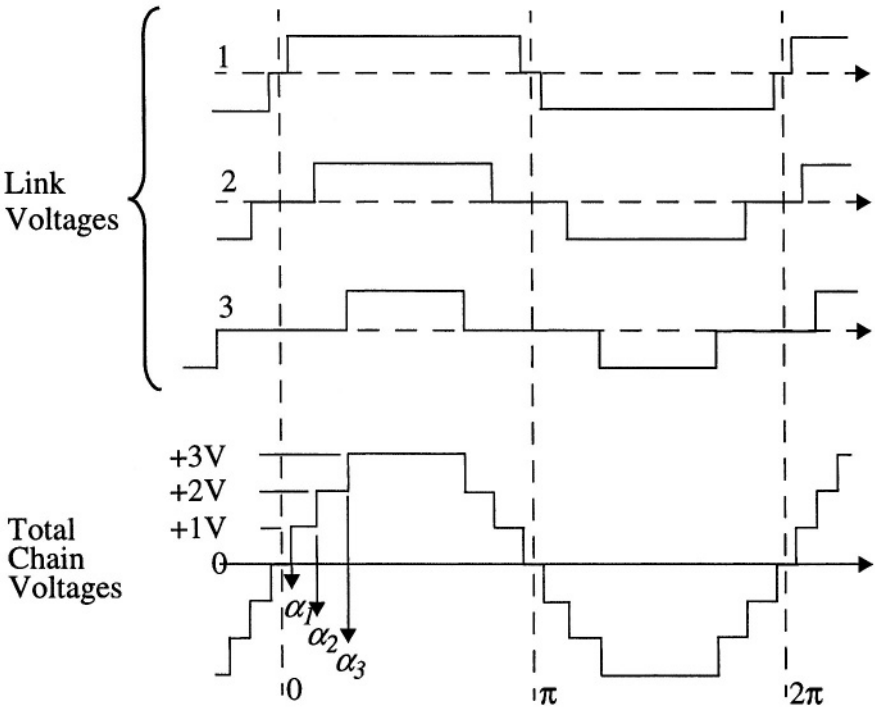 1
Link
Voltages
2
3
+3V
+2V
+1V
Total
Chain
Voltages
0
α1
α2
α3
0
π
2π